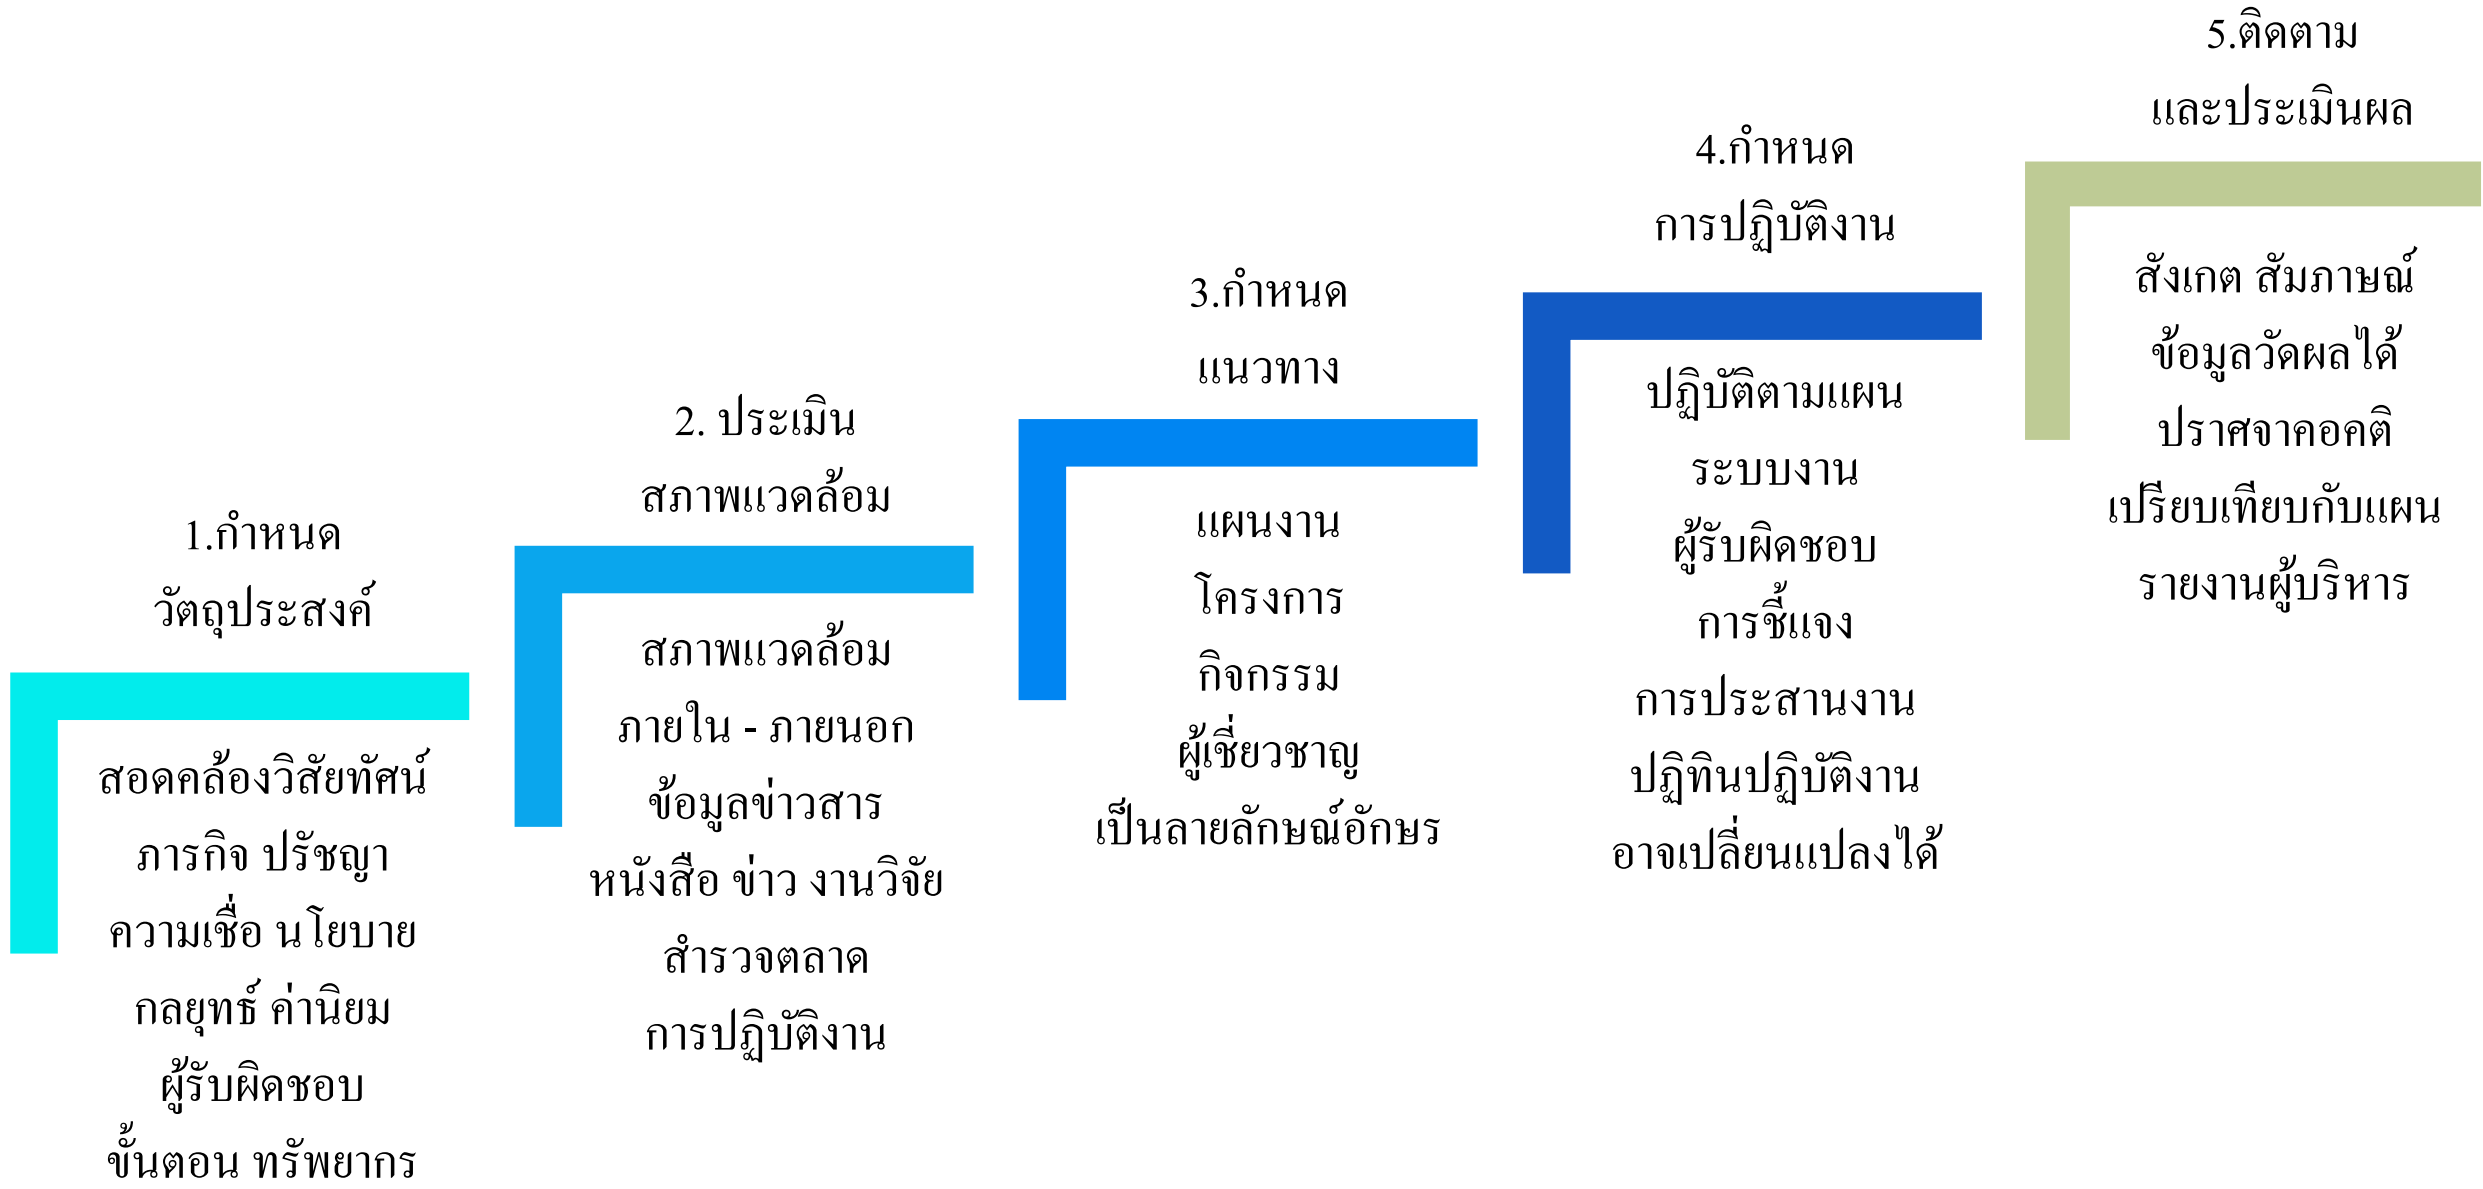 1.กำหนด
วัตถุประสงค์
สอดคล้องวิสัยทัศน์
ภารกิจ ปรัชญา
ความเชื่อ นโยบาย
กลยุทธ์ ค่านิยม
ผู้รับผิดชอบ
ขั้นตอน ทรัพยากร
2. ประเมิน
สภาพแวดล้อม
สภาพแวดล้อม
ภายใน - ภายนอก
ข้อมูลข่าวสาร
หนังสือ ข่าว งานวิจัย
สำรวจตลาด
การปฏิบัติงาน
3.กำหนด
แนวทาง
แผนงาน
โครงการ
กิจกรรม
ผู้เชี่ยวชาญ
เป็นลายลักษณ์อักษร
4.กำหนด
การปฏิบัติงาน
ปฏิบัติตามแผน
ระบบงาน
ผู้รับผิดชอบ
การชี้แจง
การประสานงาน
ปฏิทินปฏิบัติงาน
อาจเปลี่ยนแปลงได้
5.ติดตาม
และประเมินผล
สังเกต สัมภาษณ์
ข้อมูลวัดผลได้
ปราศจาคอคติ
เปรียบเทียบกับแผน
รายงานผู้บริหาร